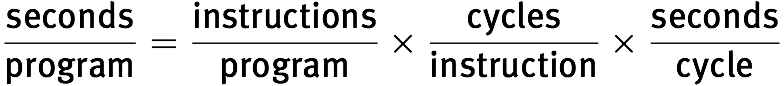 seconds/program = instructions/program × cycles/instruction × seconds/cycle